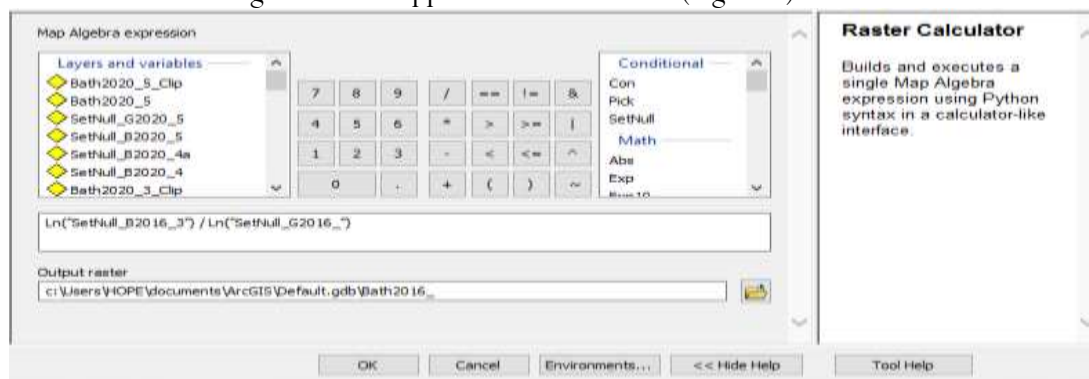 Map Algebra expression
Layers and variables
Bath2020_5_Clip
Bath2020_5
SetNull_G2020_5
SetNull_B2020_5
SetNull_B2020_4a
SetNull_B2020_4
Bath2020_3_Clip
7 8 9 / == != &
4 5 6 * > >= |
1 2 3 - < <= ^
0 . + ( ) ~
Conditional
Con
Pick
SetNull
Math
Abs
Exp
Ln("SetNull_B2016_3") / Ln("SetNull_G2016_")
Output raster
c:\Users\HOPE\documents\ArcGIS\Default.gdb\Bath2016_
OK Cancel Environments... << Hide Help Tool Help
Raster Calculator
Builds and executes a
single Map Algebra
expression using Python
syntax in a calculator-like
interface.